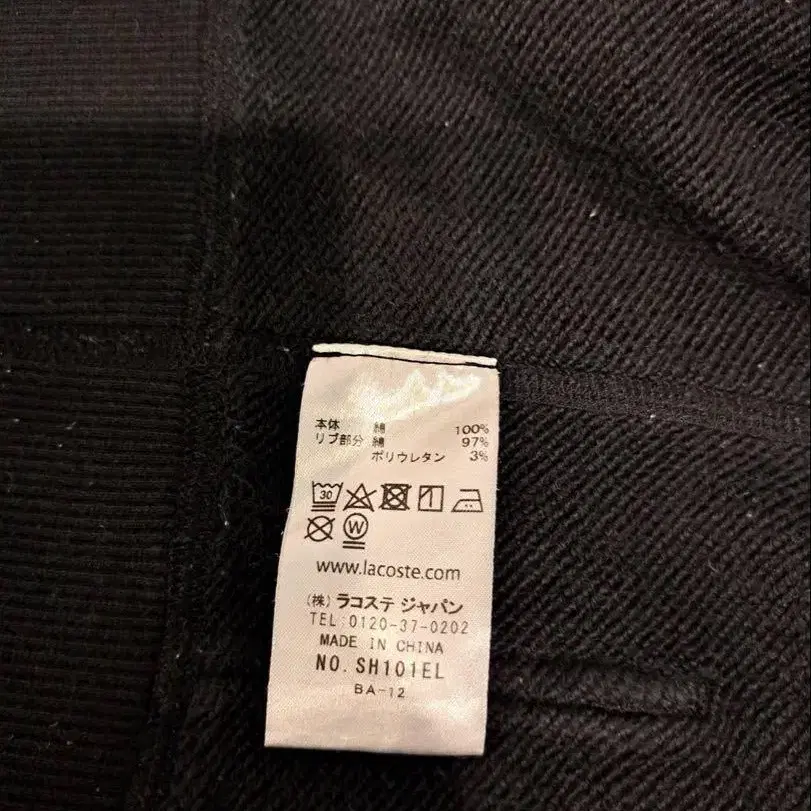 本体 綿 100%
リブ部分 綿 97%
ポリウレタン 3%
30
W
www.lacoste.com
(株) ラコステ ジャパン
TEL:0120-37-0202
MADE IN CHINA
NO. SH101EL
BA-12